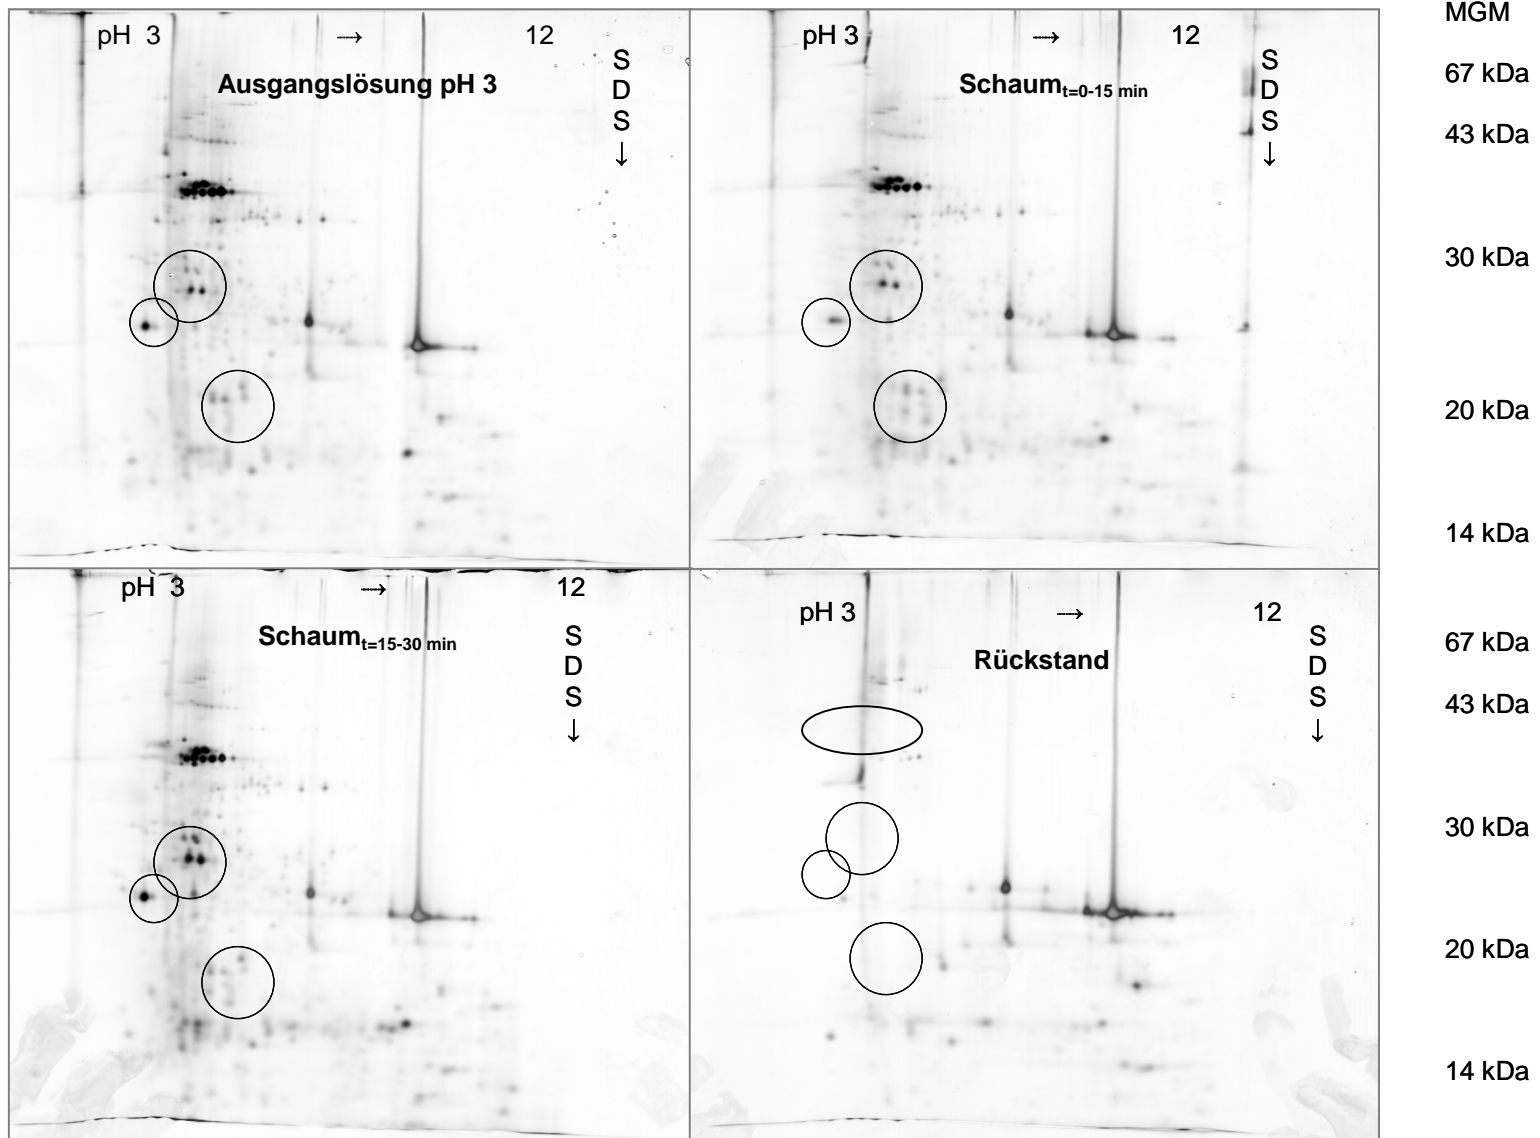 MGM
pH 3 → 12
Ausgangslösung pH 3
S
D
S
↓
pH 3 → 12
Schaum t=0-15 min
S
D
S
↓
67 kDa
43 kDa
30 kDa
20 kDa
14 kDa
pH 3 → 12
Schaum t=15-30 min
S
D
S
↓
pH 3 → 12
Rückstand
S
D
S
↓
67 kDa
43 kDa
30 kDa
20 kDa
14 kDa